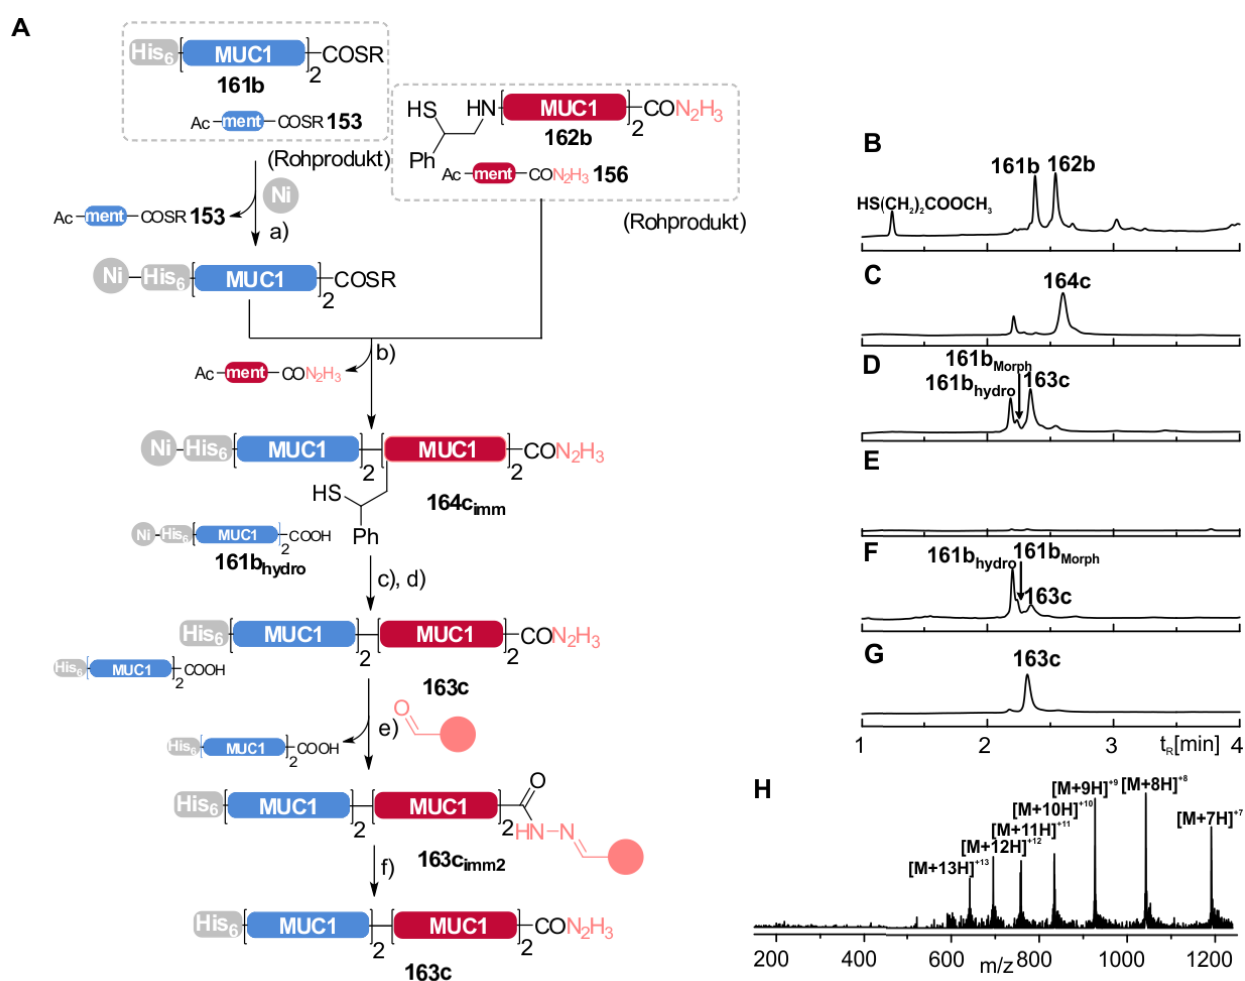 A
His6 [ MUC1 ]2 COSR
161b
Ac ment COSR 153
(Rohprodukt)
HS HN [ MUC1 ]2 CON2H3
162b
Ph
Ac ment CON2H3 156
(Rohprodukt)
Ni
Ac ment COSR 153
a)
Ni His6 [ MUC1 ]2 COSR
b)
Ac ment CON2H3
Ni His6 [ MUC1 ]2 [ MUC1 ]2 CON2H3
HS
164cimm
Ph
Ni His6 [ MUC1 ]2 COOH
161bhydro
c), d)
His6 [ MUC1 ]2 [ MUC1 ]2 CON2H3
His6 [ MUC1 ]2 COOH
163c
O
e)
His6 [ MUC1 ]2 COOH
His6 [ MUC1 ]2 [ MUC1 ]2 O
HN N
163cimm2
f)
His6 [ MUC1 ]2 [ MUC1 ]2 CON2H3
163c
B
161b 162b
HS(CH2)2COOCH3
C
164c
D
161bMorph
161bhydro 163c
E
F
161bhydro 161bMorph
163c
G
163c
1 2 3 4
tR[min]
H
[M+13H]+13
[M+12H]+12
[M+11H]+11
[M+10H]+10
[M+9H]+9
[M+8H]+8
[M+7H]+7
200 400 600 800 1000 1200
m/z